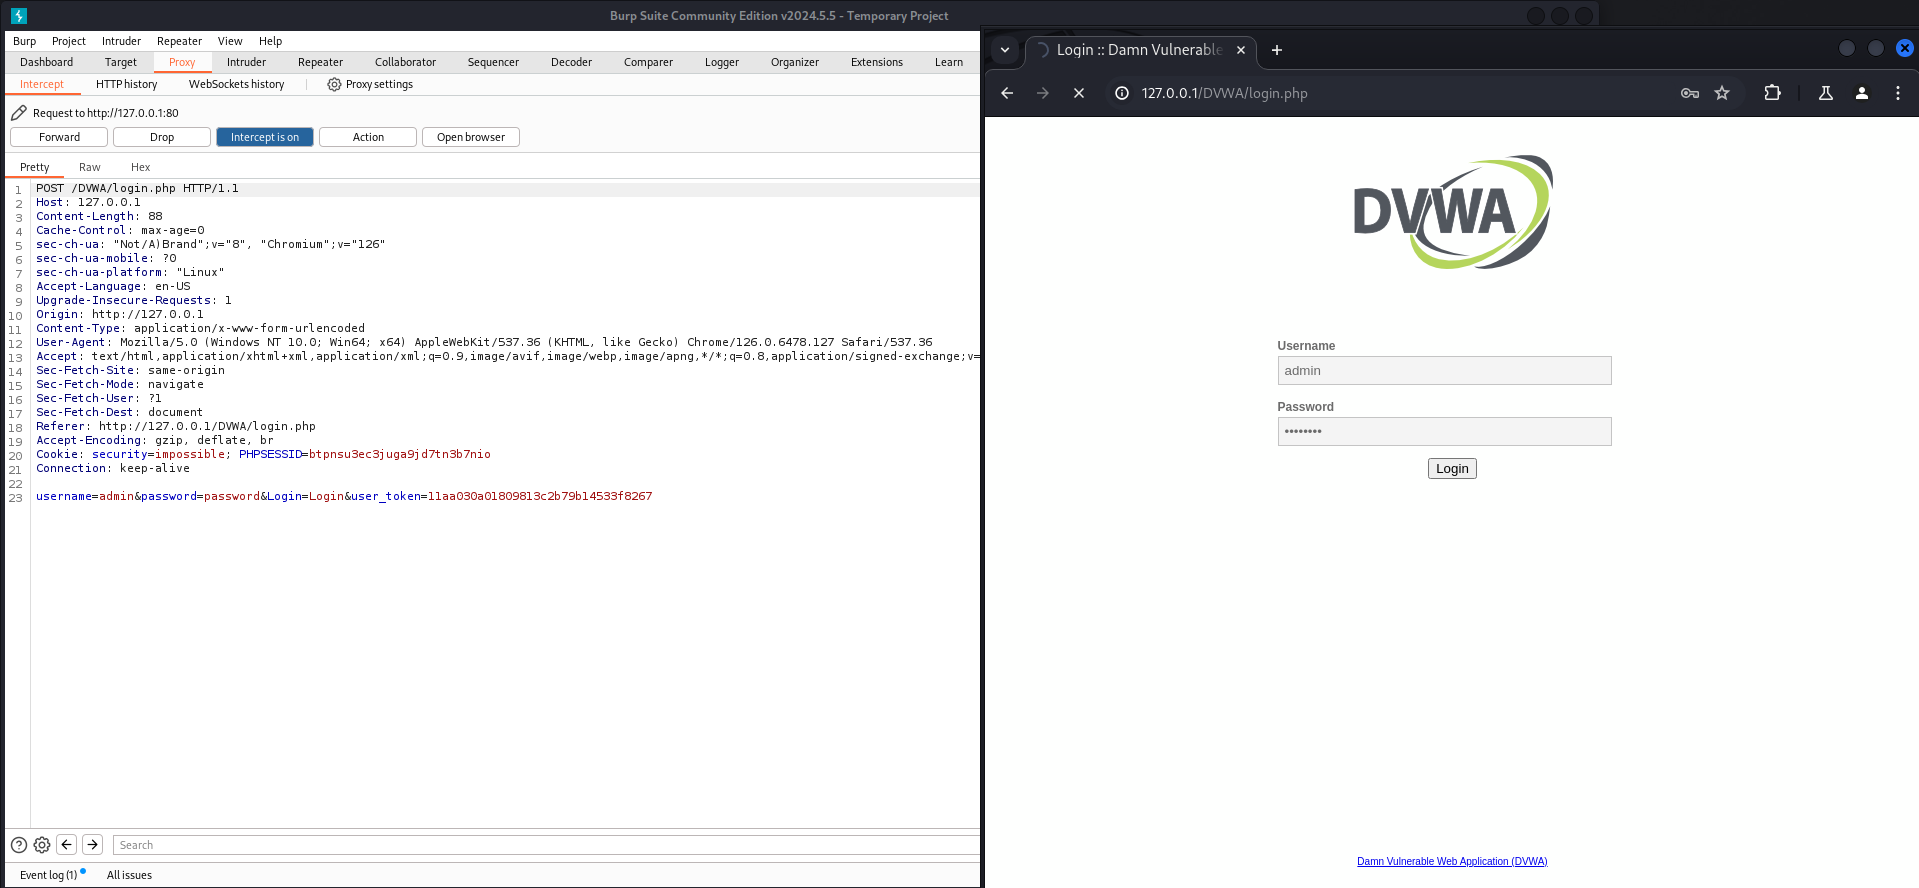 Burp Suite Community Edition v2024.5.5 - Temporary Project
Burp Project Intruder Repeater View Help
Dashboard Target Proxy Intruder Repeater Collaborator Sequencer Decoder Comparer Logger Organizer Extensions Learn
Intercept HTTP history WebSockets history Proxy settings
Request to http://127.0.0.1:80
Forward Drop Intercept is on Action Open browser
Pretty Raw Hex
1 POST /DVWA/login.php HTTP/1.1
2 Host: 127.0.0.1
3 Content-Length: 88
4 Cache-Control: max-age=0
5 sec-ch-ua: "Not/A)Brand";v="8", "Chromium";v="126"
6 sec-ch-ua-mobile: ?0
7 sec-ch-ua-platform: "Linux"
8 Accept-Language: en-US
9 Upgrade-Insecure-Requests: 1
10 Origin: http://127.0.0.1
11 Content-Type: application/x-www-form-urlencoded
12 User-Agent: Mozilla/5.0 (Windows NT 10.0; Win64; x64) AppleWebKit/537.36 (KHTML, like Gecko) Chrome/126.0.6478.127 Safari/537.36
13 Accept: text/html,application/xhtml+xml,application/xml;q=0.9,image/avif,image/webp,image/apng,*/*;q=0.8,application/signed-exchange;v=
14 Sec-Fetch-Site: same-origin
15 Sec-Fetch-Mode: navigate
16 Sec-Fetch-User: ?1
17 Sec-Fetch-Dest: document
18 Referer: http://127.0.0.1/DVWA/login.php
19 Accept-Encoding: gzip, deflate, br
20 Cookie: security=impossible; PHPSESSID=btpnsu3ec3juga9jd7tn3b7nio
21 Connection: keep-alive
22
23 username=admin&password=password&Login=Login&user_token=11aa030a01809813c2b79b14533f8267
Search
Event log (1) All issues
Login :: Damn Vulnerable
127.0.0.1/DVWA/login.php
DVWA
Username
admin
Password
••••••••
Login
Damn Vulnerable Web Application (DVWA)